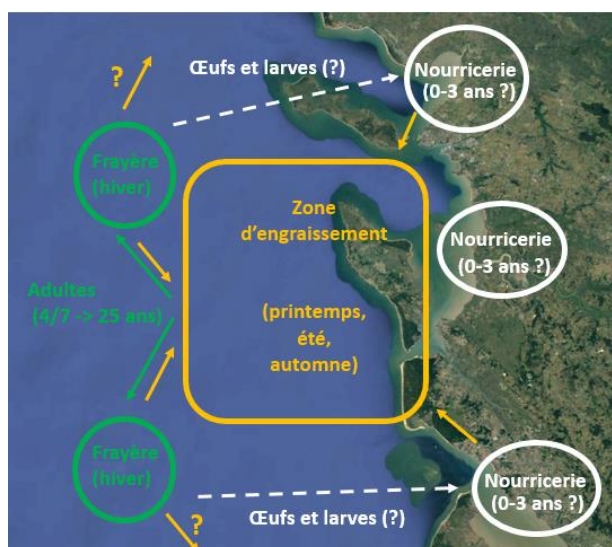 ?
Œufs et larves (?)
Nourricerie
(0-3 ans ?)
Frayère
(hiver)
Zone
d'engraissement
Nourricerie
(0-3 ans ?)
Adultes
(4/7 -> 25 ans)
(printemps,
été,
automne)
Frayère
(hiver)
Nourricerie
(0-3 ans ?)
?
Œufs et larves (?)